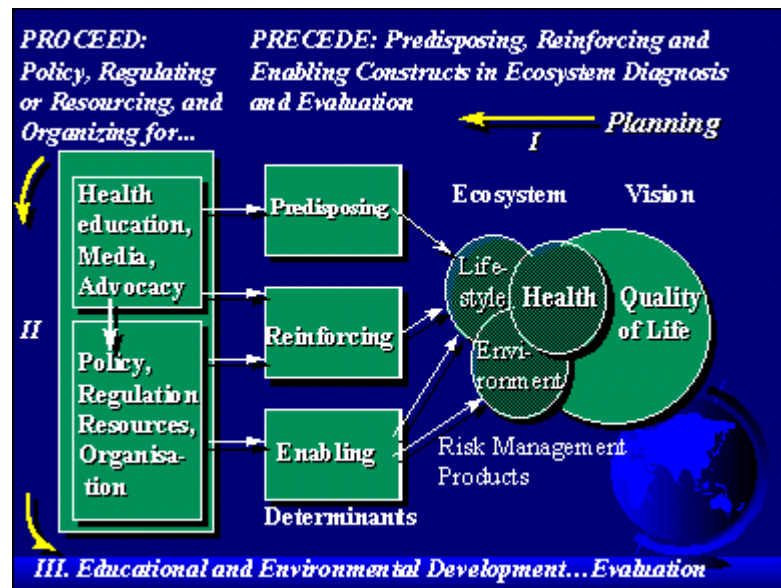 PROCEED:
Policy, Regulating
or Resourcing, and
Organizing for...
PRECEDE: Predisposing, Reinforcing and
Enabling Constructs in Ecosystem Diagnosis
and Evaluation
I
Planning
Ecosystem
Vision
Health
education,
Media,
Advocacy
II
Policy,
Regulation
Resources,
Organisa-
tion
Predisposing
Reinforcing
Enabling
Determinants
Life-
style
Health
Quality
of Life
Envi-
ronment
Risk Management
Products
III. Educational and Environmental Development...Evaluation